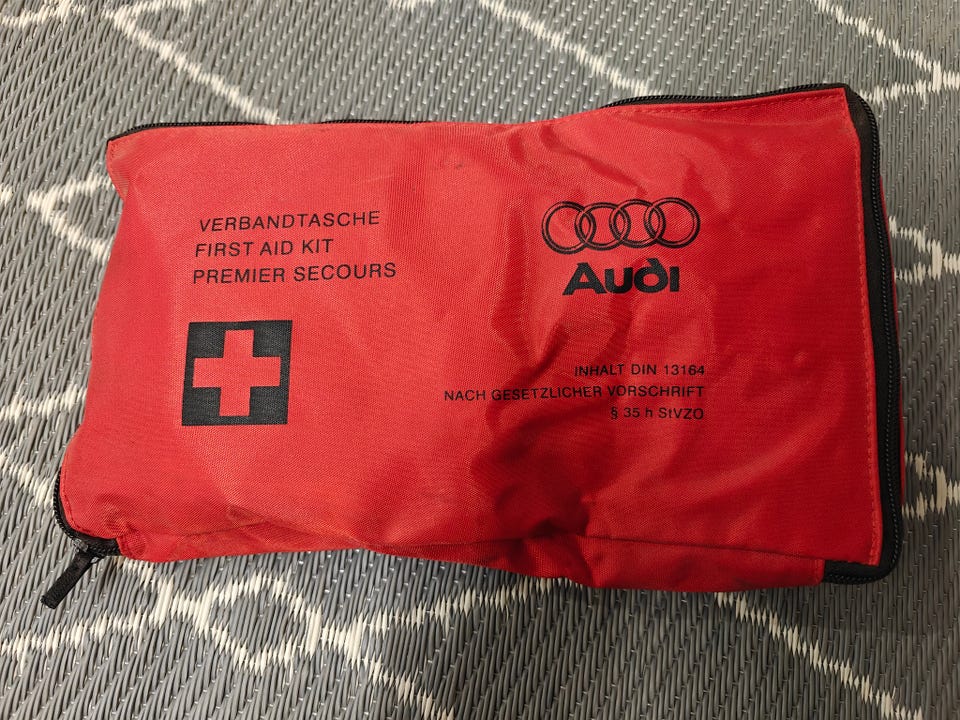 VERBANDTASCHE
FIRST AID KIT
PREMIER SECOURS
Audi
INHALT DIN 13164
NACH GESETZLICHER VORSCHRIFT
§ 35 h StVZO